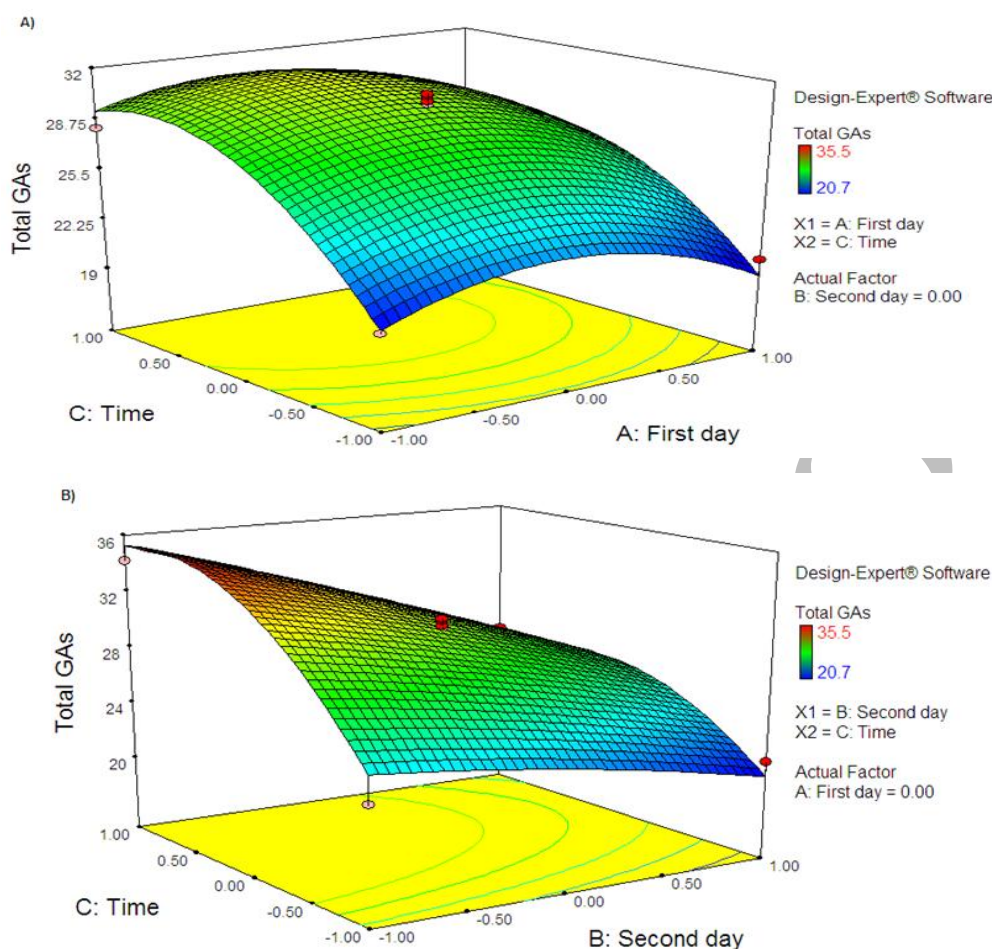 A)
32
28.75
25.5
22.25
19
Total GAs
1.00
0.50
0.00
-0.50
-1.00
C: Time
-1.00
-0.50
0.00
0.50
1.00
A: First day
Design-Expert® Software
Total GAs
35.5
20.7
X1 = A: First day
X2 = C: Time
Actual Factor
B: Second day = 0.00
B)
36
32
28
24
20
Total GAs
1.00
0.50
0.00
-0.50
-1.00
C: Time
-1.00
-0.50
0.00
0.50
1.00
B: Second day
Design-Expert® Software
Total GAs
35.5
20.7
X1 = B: Second day
X2 = C: Time
Actual Factor
A: First day = 0.00